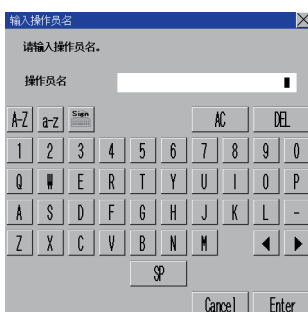 输入操作员名
请输入操作员名。
操作员名
A-Z a-z Sign AC DEL
1 2 3 4 5 6 7 8 9 0
Q W E R T Y U I O P
A S D F G H J K L -
Z X C V B N M
SP
Cancel Enter